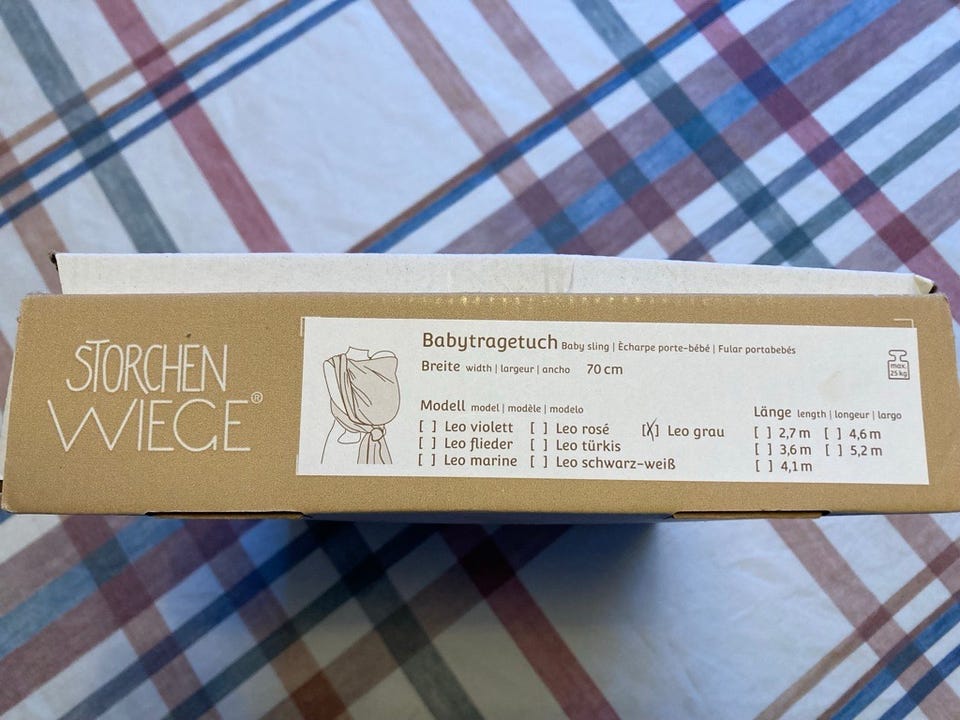 STORCHEN
WIEGE®
Babytragetuch Baby sling | Ècharpe porte-bébé | Fular portabebés
Breite width | largeur | ancho 70 cm
max.
25 kg
Modell model | modèle | modelo
[ ] Leo violett [ ] Leo rosé [X] Leo grau
[ ] Leo flieder [ ] Leo türkis
[ ] Leo marine [ ] Leo schwarz-weiß
Länge length | longeur | largo
[ ] 2,7 m [ ] 4,6 m
[ ] 3,6 m [ ] 5,2 m
[ ] 4,1 m